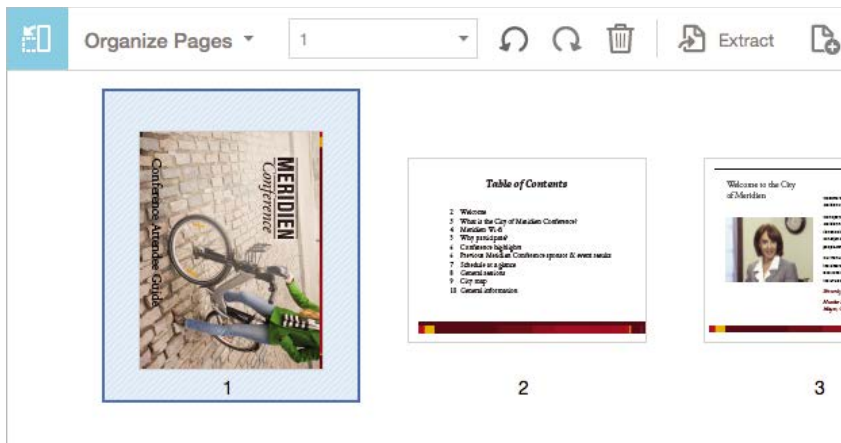 Organize Pages
1
Extract
MERIDIEN
Conference
Conference Attendee Guide
1
Table of Contents
2 Welcome
3 What is the City of Meridien Conference?
4 Meridien Wi-fi
5 Why participate?
6 Conference highlights
6 Previous Meridien Conference sponsor & event results
7 Schedule at a glance
8 General sessions
9 City map
10 General information
2
Welcome to the City
of Meridien
3